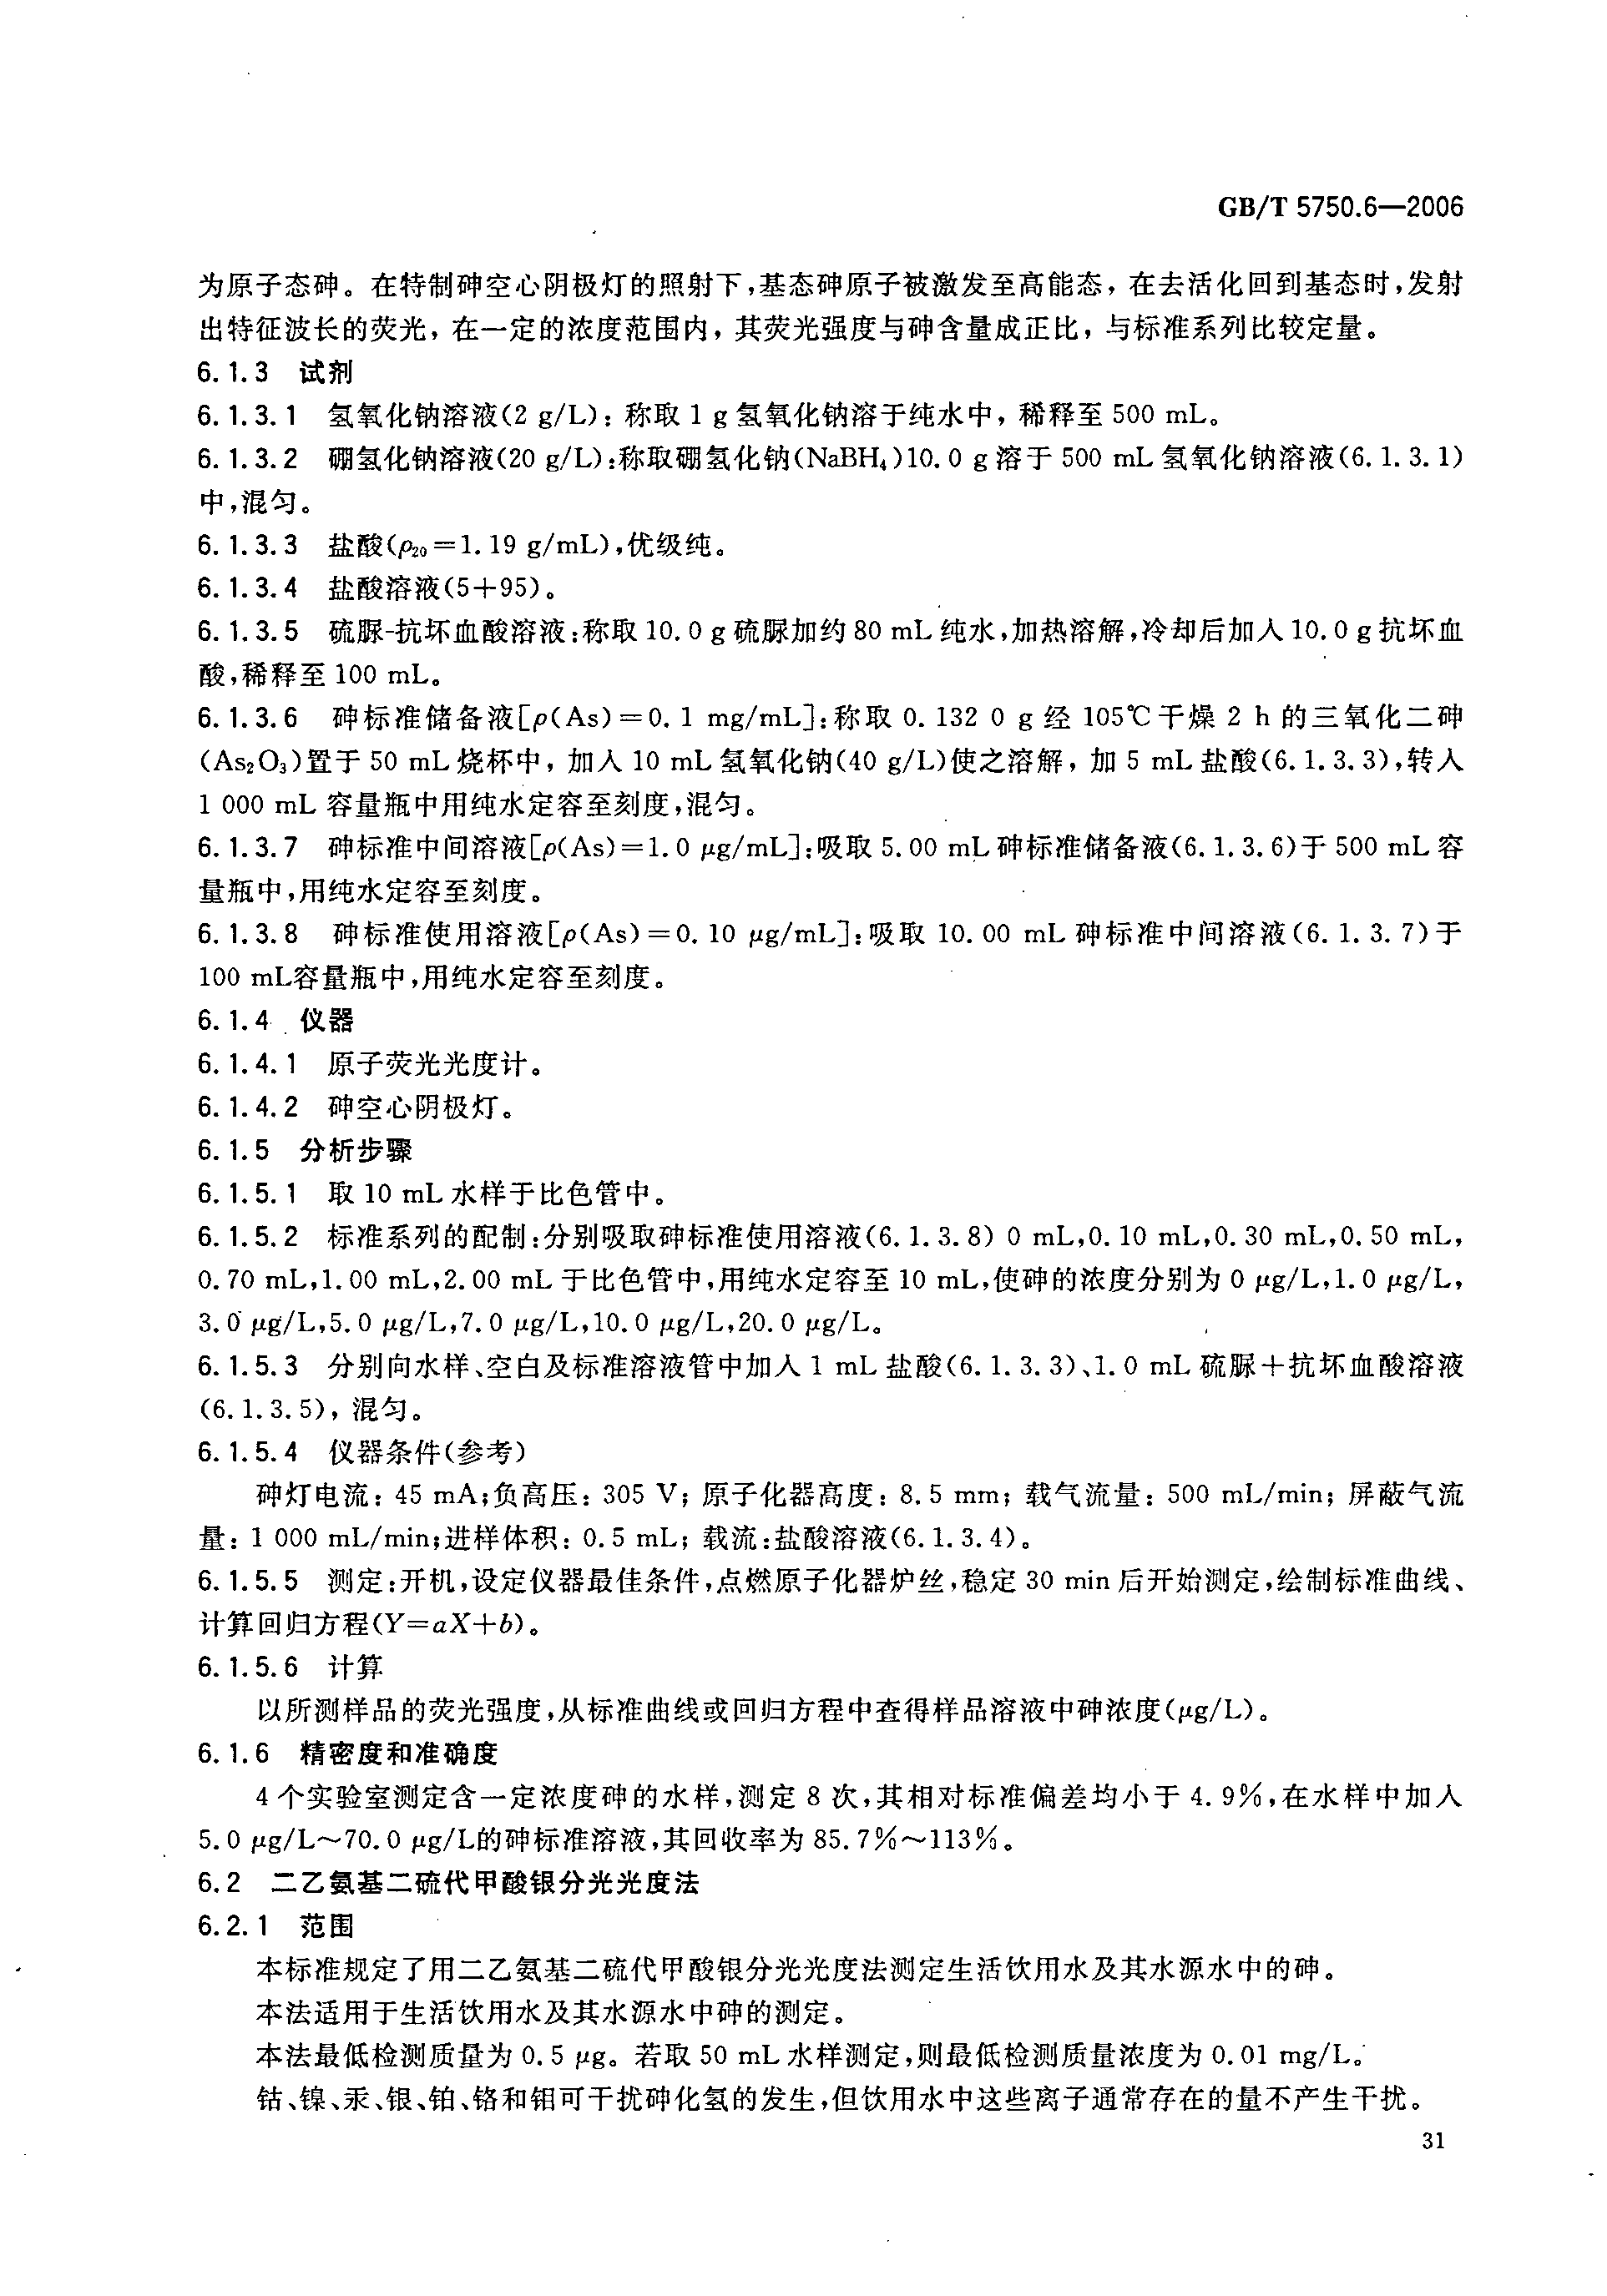 GB/T 5750.6—2006
为原子态砷。在特制砷空心阴极灯的照射下,基态砷原子被激发至高能态,在去活化回到基态时,发射
出特征波长的荧光,在一定的浓度范围内,其荧光强度与砷含量成正比,与标准系列比较定量。
6.1.3 试剂
6.1.3.1 氢氧化钠溶液(2 g/L):称取 1 g 氢氧化钠溶于纯水中,稀释至 500 mL。
6.1.3.2 硼氢化钠溶液(20 g/L):称取硼氢化钠(NaBH₄)10.0 g 溶于 500 mL 氢氧化钠溶液(6.1.3.1)
中,混匀。
6.1.3.3 盐酸(ρ₂₀=1.19 g/mL),优级纯。
6.1.3.4 盐酸溶液(5+95)。
6.1.3.5 硫脲-抗坏血酸溶液:称取 10.0 g 硫脲加约 80 mL 纯水,加热溶解,冷却后加入 10.0 g 抗坏血
酸,稀释至 100 mL。
6.1.3.6 砷标准储备液[ρ(As)=0.1 mg/mL]:称取 0.132 0 g 经 105℃干燥 2 h 的三氧化二砷
(As₂O₃)置于 50 mL 烧杯中,加入 10 mL 氢氧化钠(40 g/L)使之溶解,加 5 mL 盐酸(6.1.3.3),转入
1 000 mL 容量瓶中用纯水定容至刻度,混匀。
6.1.3.7 砷标准中间溶液[ρ(As)=1.0 μg/mL]:吸取 5.00 mL 砷标准储备液(6.1.3.6)于 500 mL 容
量瓶中,用纯水定容至刻度。
6.1.3.8 砷标准使用溶液[ρ(As)=0.10 μg/mL]:吸取 10.00 mL 砷标准中间溶液(6.1.3.7)于
100 mL容量瓶中,用纯水定容至刻度。
6.1.4 仪器
6.1.4.1 原子荧光光度计。
6.1.4.2 砷空心阴极灯。
6.1.5 分析步骤
6.1.5.1 取 10 mL 水样于比色管中。
6.1.5.2 标准系列的配制:分别吸取砷标准使用溶液(6.1.3.8) 0 mL,0.10 mL,0.30 mL,0.50 mL,
0.70 mL,1.00 mL,2.00 mL 于比色管中,用纯水定容至 10 mL,使砷的浓度分别为 0 μg/L,1.0 μg/L,
3.0 μg/L,5.0 μg/L,7.0 μg/L,10.0 μg/L,20.0 μg/L。
6.1.5.3 分别向水样、空白及标准溶液管中加入 1 mL 盐酸(6.1.3.3)、1.0 mL 硫脲+抗坏血酸溶液
(6.1.3.5),混匀。
6.1.5.4 仪器条件(参考)
砷灯电流:45 mA;负高压:305 V;原子化器高度:8.5 mm;载气流量:500 mL/min;屏蔽气流
量:1 000 mL/min;进样体积:0.5 mL;载流:盐酸溶液(6.1.3.4)。
6.1.5.5 测定:开机,设定仪器最佳条件,点燃原子化器炉丝,稳定 30 min 后开始测定,绘制标准曲线、
计算回归方程(Y=aX+b)。
6.1.5.6 计算
以所测样品的荧光强度,从标准曲线或回归方程中查得样品溶液中砷浓度(μg/L)。
6.1.6 精密度和准确度
4 个实验室测定含一定浓度砷的水样,测定 8 次,其相对标准偏差均小于 4.9%,在水样中加入
5.0 μg/L～70.0 μg/L的砷标准溶液,其回收率为 85.7%～113%。
6.2 二乙氨基二硫代甲酸银分光光度法
6.2.1 范围
本标准规定了用二乙氨基二硫代甲酸银分光光度法测定生活饮用水及其水源水中的砷。
本法适用于生活饮用水及其水源水中砷的测定。
本法最低检测质量为 0.5 μg。若取 50 mL 水样测定,则最低检测质量浓度为 0.01 mg/L。
钴、镍、汞、银、铂、铬和钼可干扰砷化氢的发生,但饮用水中这些离子通常存在的量不产生干扰。
31